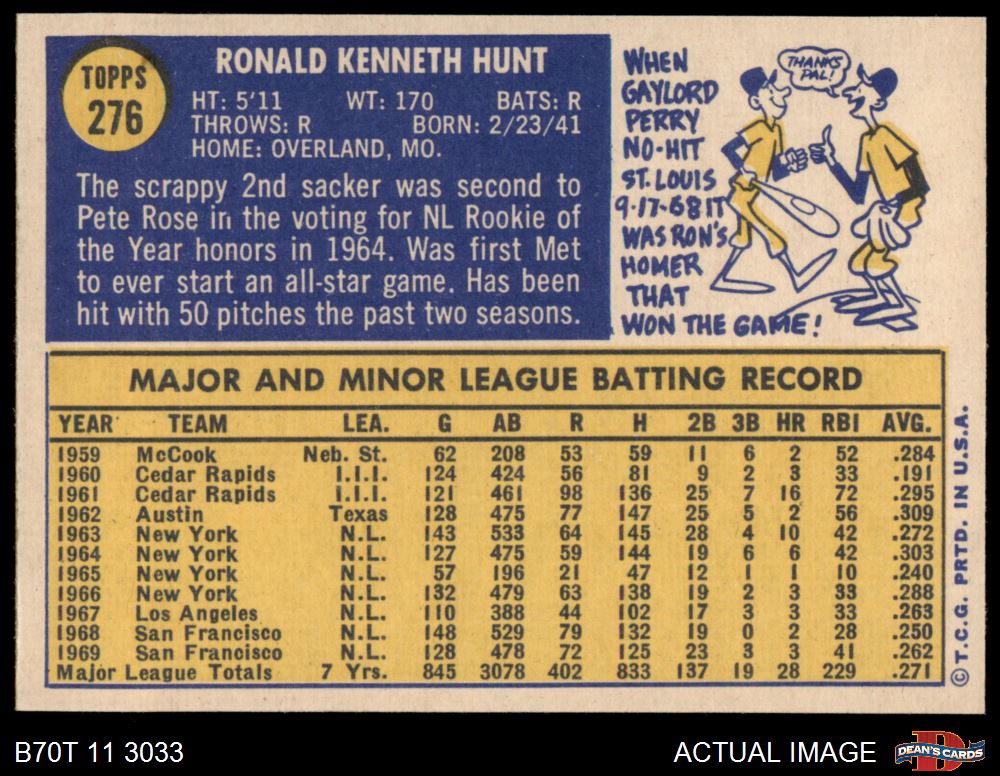 TOPPS
276
RONALD KENNETH HUNT
HT: 5'11 WT: 170 BATS: R
THROWS: R BORN: 2/23/41
HOME: OVERLAND, MO.
The scrappy 2nd sacker was second to
Pete Rose in the voting for NL Rookie of
the Year honors in 1964. Was first Met
to ever start an all-star game. Has been
hit with 50 pitches the past two seasons.
WHEN
GAYLORD
PERRY
NO-HIT
ST. LOUIS
9-17-68 IT
WAS RON'S
HOMER
THAT
WON THE GAME!
THANKS
PAL!
MAJOR AND MINOR LEAGUE BATTING RECORD
YEAR TEAM LEA. G AB R H 2B 3B HR RBI AVG.
1959 McCook Neb. St. 62 208 53 59 11 6 2 52 .284
1960 Cedar Rapids I.I.I. 124 424 56 81 9 2 3 33 .191
1961 Cedar Rapids I.I.I. 121 461 98 136 25 7 16 72 .295
1962 Austin Texas 128 475 77 147 25 5 2 56 .309
1963 New York N.L. 143 533 64 145 28 4 10 42 .272
1964 New York N.L. 127 475 59 144 19 6 6 42 .303
1965 New York N.L. 57 196 21 47 12 1 1 10 .240
1966 New York N.L. 132 479 63 138 19 2 3 33 .288
1967 Los Angeles N.L. 110 388 44 102 17 3 3 33 .263
1968 San Francisco N.L. 148 529 79 132 19 0 2 28 .250
1969 San Francisco N.L. 128 478 72 125 23 3 3 41 .262
Major League Totals 7 Yrs. 845 3078 402 833 137 19 28 229 .271
© T.C.G. PRTD. IN U.S.A.
B70T 11 3033
ACTUAL IMAGE
DEAN'S CARDS